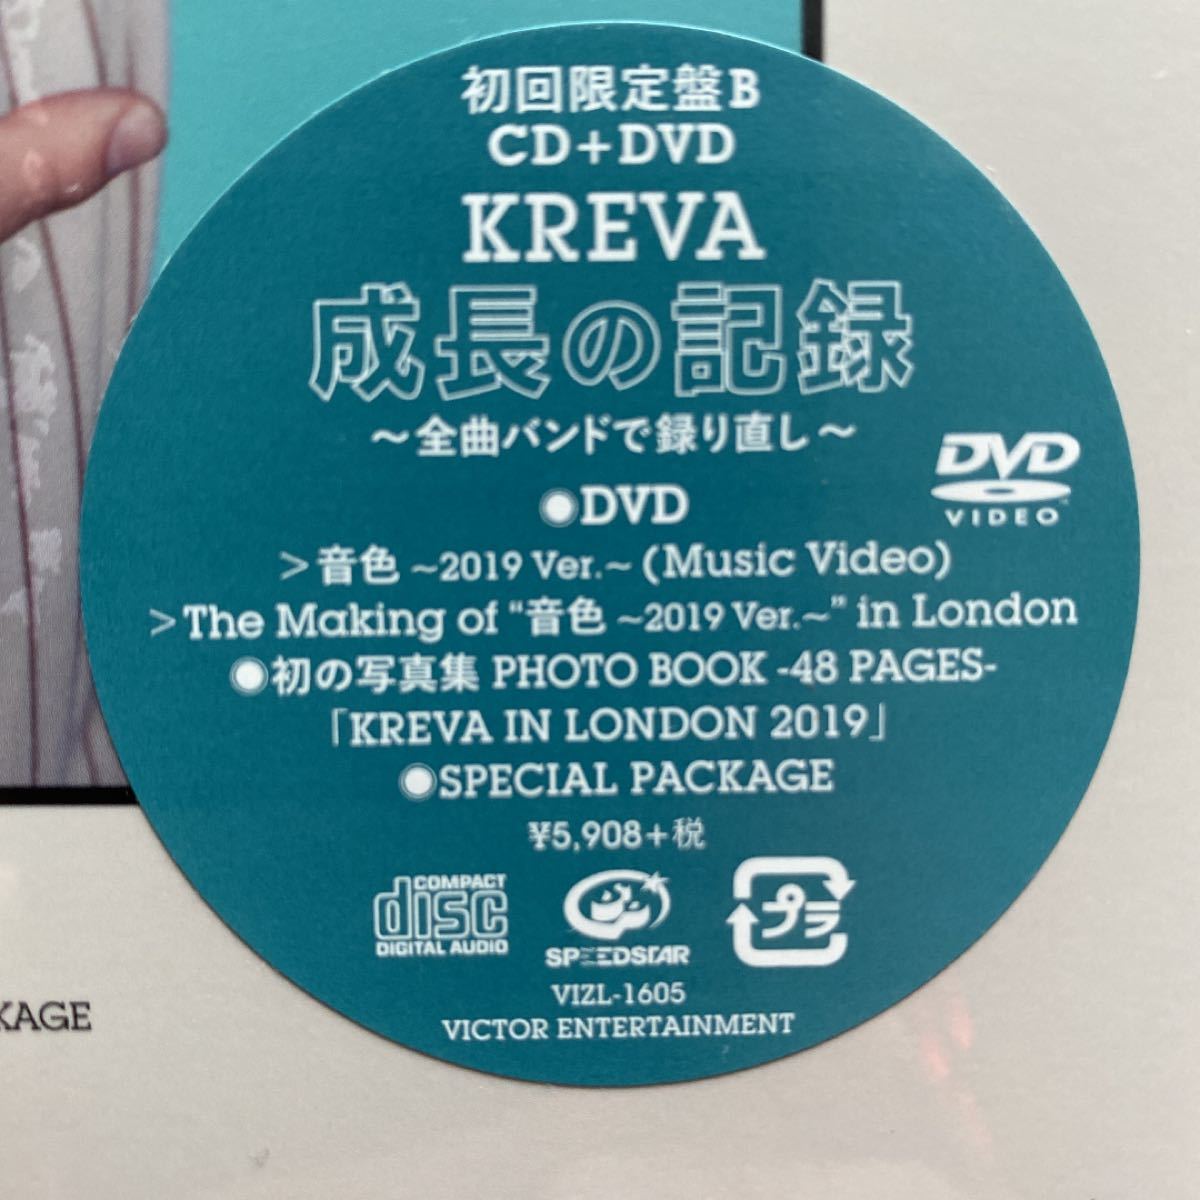 初回限定盤B
CD+DVD
KREVA
成長の記録
～全曲バンドで録り直し～
DVD
VIDEO
◉DVD
>音色 ~2019 Ver.~ (Music Video)
>The Making of "音色 ~2019 Ver.~" in London
◉初の写真集 PHOTO BOOK -48 PAGES-
「KREVA IN LONDON 2019」
◉SPECIAL PACKAGE
¥5,908+税
COMPACT
disc
DIGITAL AUDIO
SPEEDSTAR
プラ
VIZL-1605
VICTOR ENTERTAINMENT
KAGE